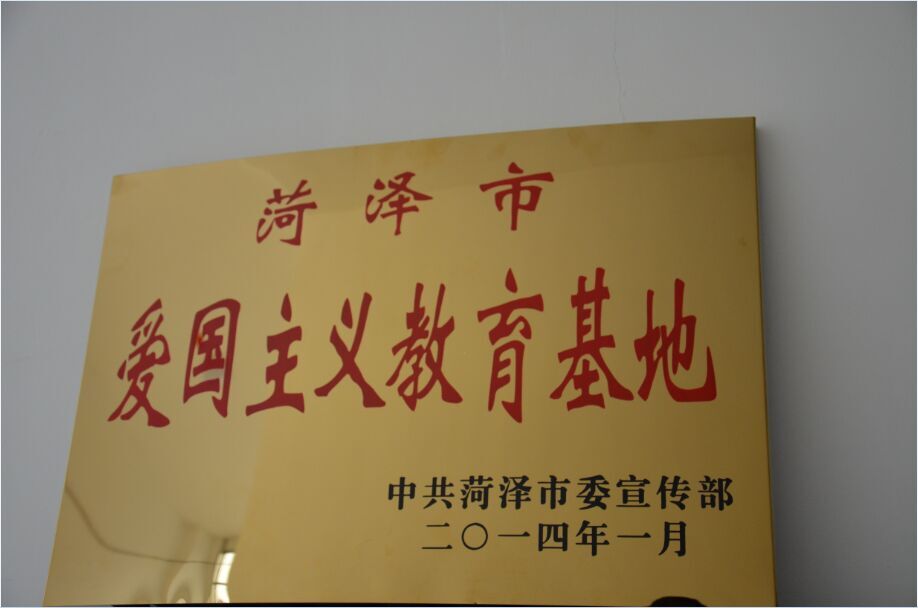 菏泽市
爱国主义教育基地
中共菏泽市委宣传部
二〇一四年一月